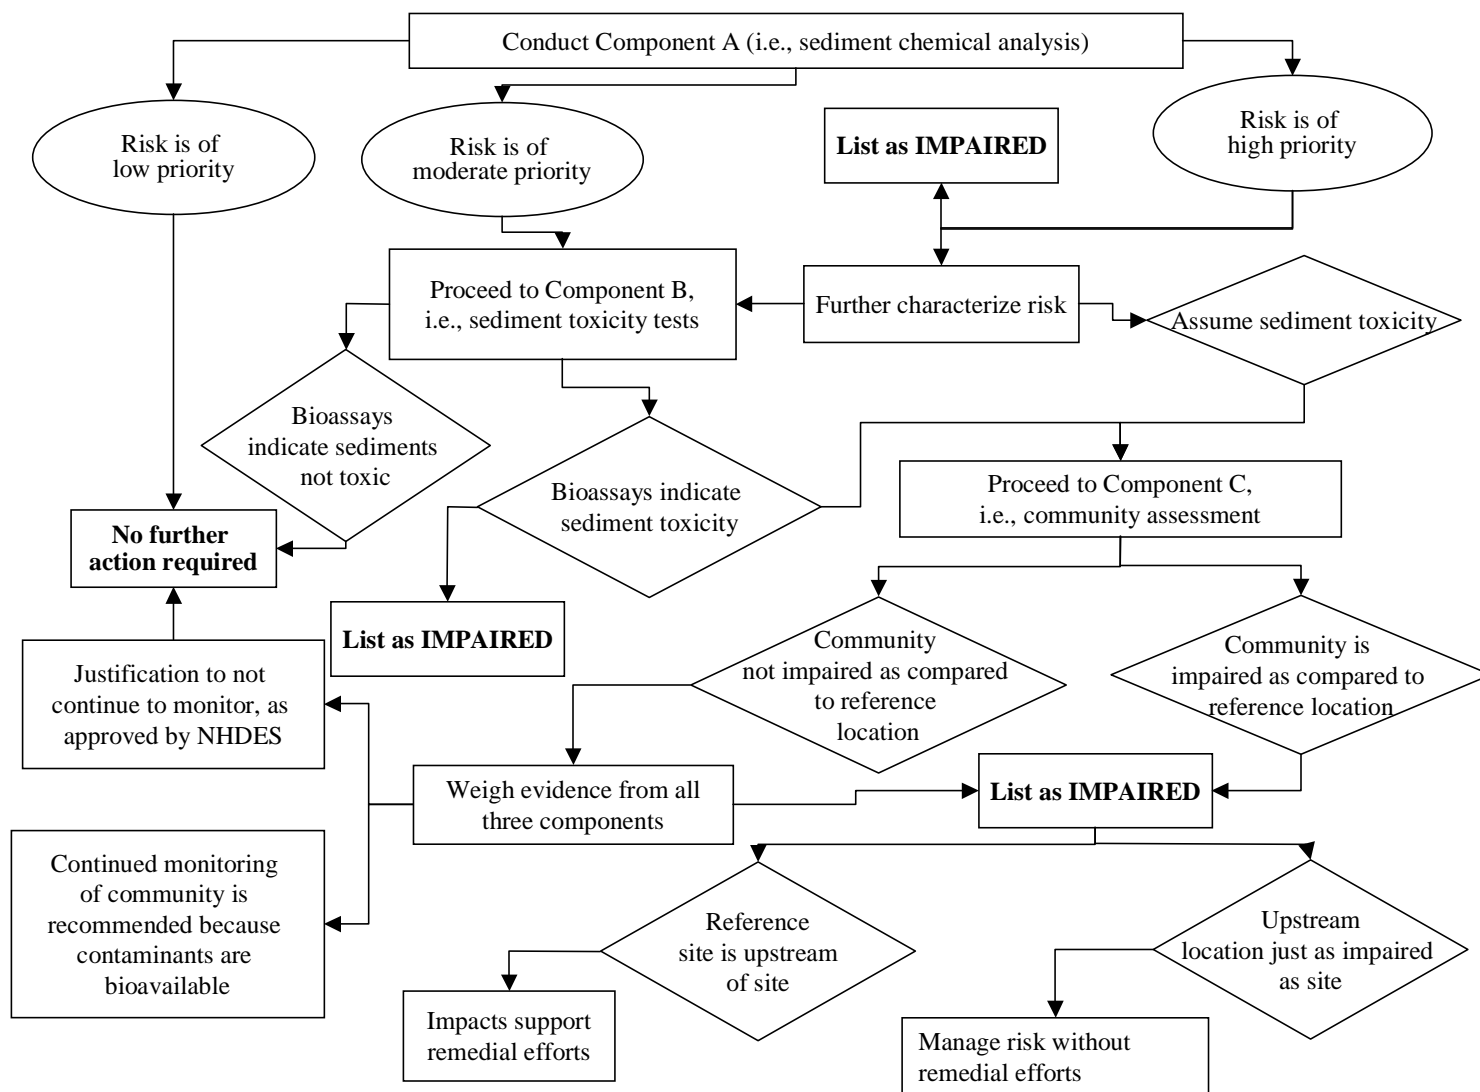 Conduct Component A (i.e., sediment chemical analysis)
Risk is of
low priority
Risk is of
moderate priority
List as IMPAIRED
Risk is of
high priority
Proceed to Component B,
i.e., sediment toxicity tests
Further characterize risk
Assume sediment toxicity
Bioassays
indicate sediments
not toxic
Bioassays indicate
sediment toxicity
Proceed to Component C,
i.e., community assessment
No further
action required
List as IMPAIRED
Community
not impaired as compared
to reference
location
Community is
impaired as compared to
reference location
Justification to not
continue to monitor, as
approved by NHDES
Weigh evidence from all
three components
List as IMPAIRED
Continued monitoring
of community is
recommended because
contaminants are
bioavailable
Reference
site is upstream
of site
Upstream
location just as impaired
as site
Impacts support
remedial efforts
Manage risk without
remedial efforts